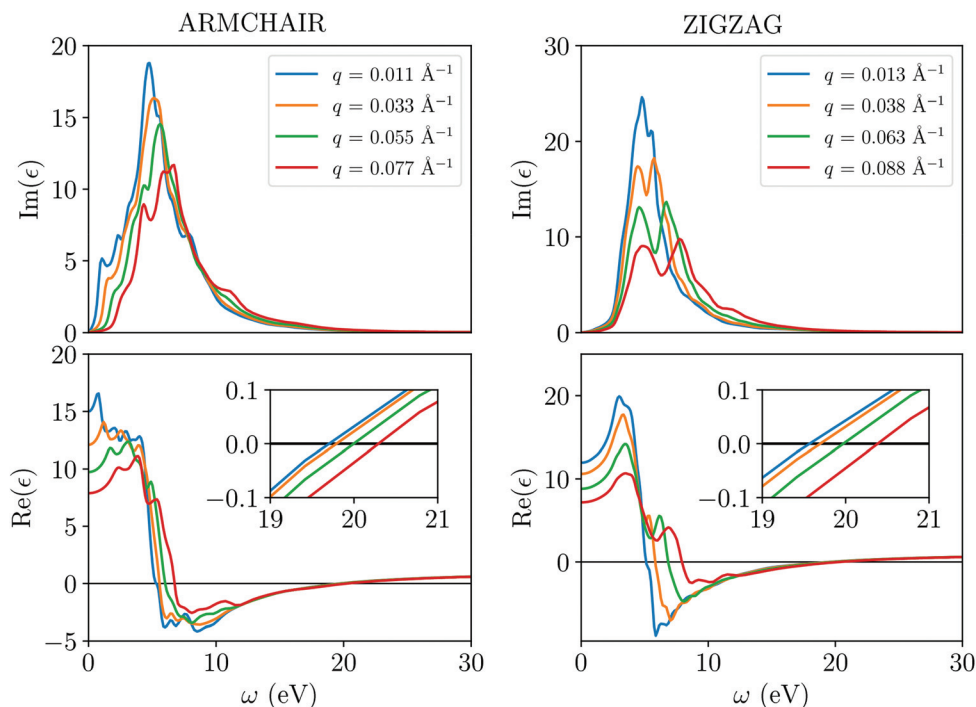 ARMCHAIR
ZIGZAG
Im(ϵ)
20
15
10
5
0
q = 0.011 Å⁻¹
q = 0.033 Å⁻¹
q = 0.055 Å⁻¹
q = 0.077 Å⁻¹
Im(ϵ)
30
20
10
0
q = 0.013 Å⁻¹
q = 0.038 Å⁻¹
q = 0.063 Å⁻¹
q = 0.088 Å⁻¹
Re(ϵ)
20
15
10
5
0
−5
0.1
0.0
−0.1
19 20 21
0 10 20 30
ω (eV)
Re(ϵ)
20
10
0
0.1
0.0
−0.1
19 20 21
0 10 20 30
ω (eV)